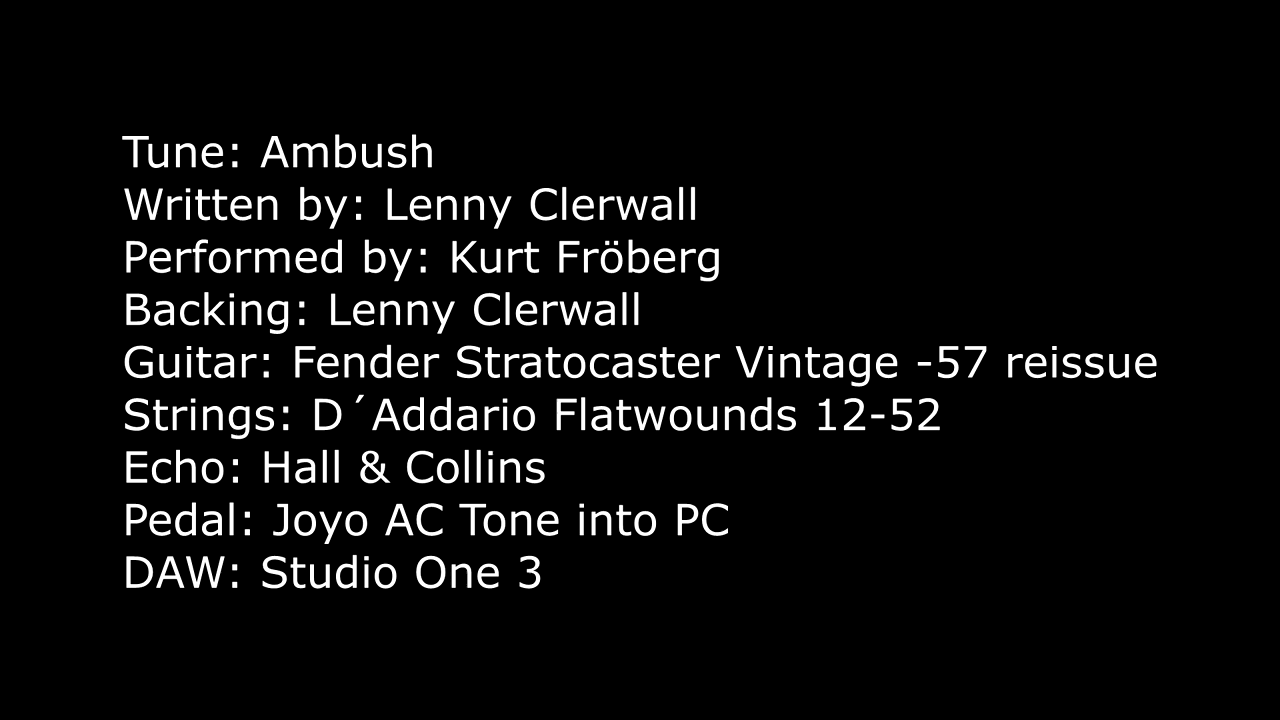 Tune: Ambush
Written by: Lenny Clerwall
Performed by: Kurt Fröberg
Backing: Lenny Clerwall
Guitar: Fender Stratocaster Vintage -57 reissue
Strings: D´Addario Flatwounds 12-52
Echo: Hall & Collins
Pedal: Joyo AC Tone into PC
DAW: Studio One 3